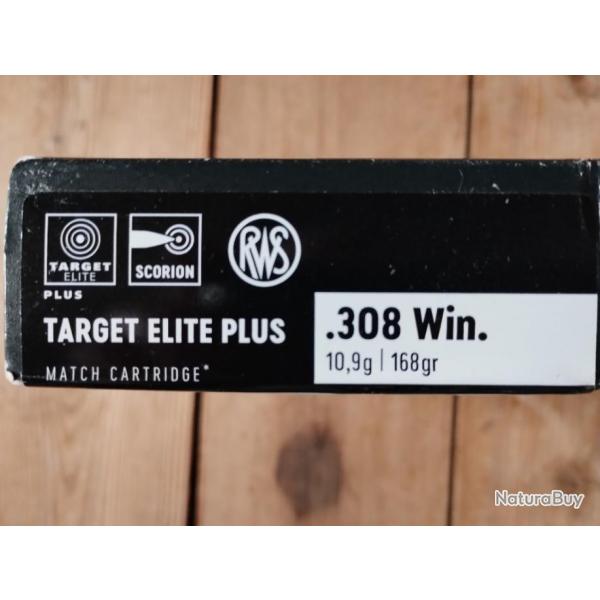 TARGET
ELITE
PLUS
SCORION
RWS
TARGET ELITE PLUS
MATCH CARTRIDGE*
.308 Win.
10,9g | 168gr
NaturaBuy